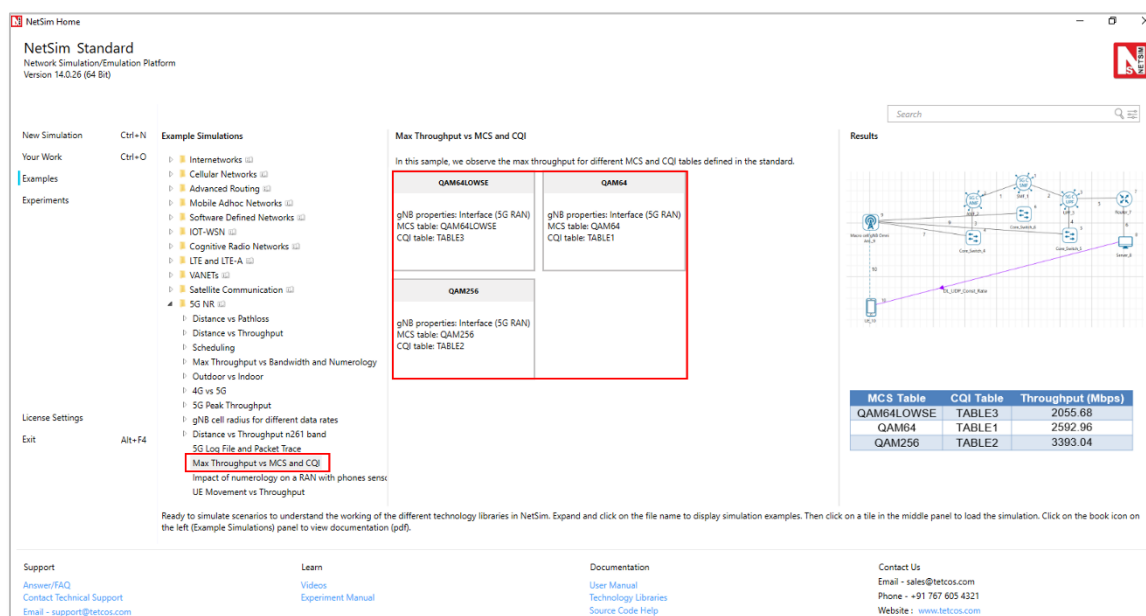 NetSim Home
NetSim Standard
Network Simulation/Emulation Platform
Version 14.0.26 (64 Bit)
NETSIM
Search
New Simulation Ctrl+N
Your Work Ctrl+O
Examples
Experiments
License Settings
Exit Alt+F4
Example Simulations
Internetworks
Cellular Networks
Advanced Routing
Mobile Adhoc Networks
Software Defined Networks
IOT-WSN
Cognitive Radio Networks
LTE and LTE-A
VANETs
Satellite Communication
5G NR
Distance vs Pathloss
Distance vs Throughput
Scheduling
Max Throughput vs Bandwidth and Numerology
Outdoor vs Indoor
4G vs 5G
5G Peak Throughput
gNB cell radius for different data rates
Distance vs Throughput n261 band
5G Log File and Packet Trace
Max Throughput vs MCS and CQI
Impact of numerology on a RAN with phones senso
UE Movement vs Throughput
Max Throughput vs MCS and CQI
In this sample, we observe the max throughput for different MCS and CQI tables defined in the standard.
QAM64LOWSE
gNB properties: Interface (5G RAN)
MCS table: QAM64LOWSE
CQI table: TABLE3
QAM64
gNB properties: Interface (5G RAN)
MCS table: QAM64
CQI table: TABLE1
QAM256
gNB properties: Interface (5G RAN)
MCS table: QAM256
CQI table: TABLE2
Results
DL_UDP_Const_Rate
MCS Table CQI Table Throughput (Mbps)
QAM64LOWSE TABLE3 2055.68
QAM64 TABLE1 2592.96
QAM256 TABLE2 3393.04
Ready to simulate scenarios to understand the working of the different technology libraries in NetSim. Expand and click on the file name to display simulation examples. Then click on a tile in the middle panel to load the simulation. Click on the book icon on
the left (Example Simulations) panel to view documentation (pdf).
Support
Answer/FAQ
Contact Technical Support
Email - support@tetcos.com
Learn
Videos
Experiment Manual
Documentation
User Manual
Technology Libraries
Source Code Help
Contact Us
Email - sales@tetcos.com
Phone - +91 767 605 4321
Website : www.tetcos.com